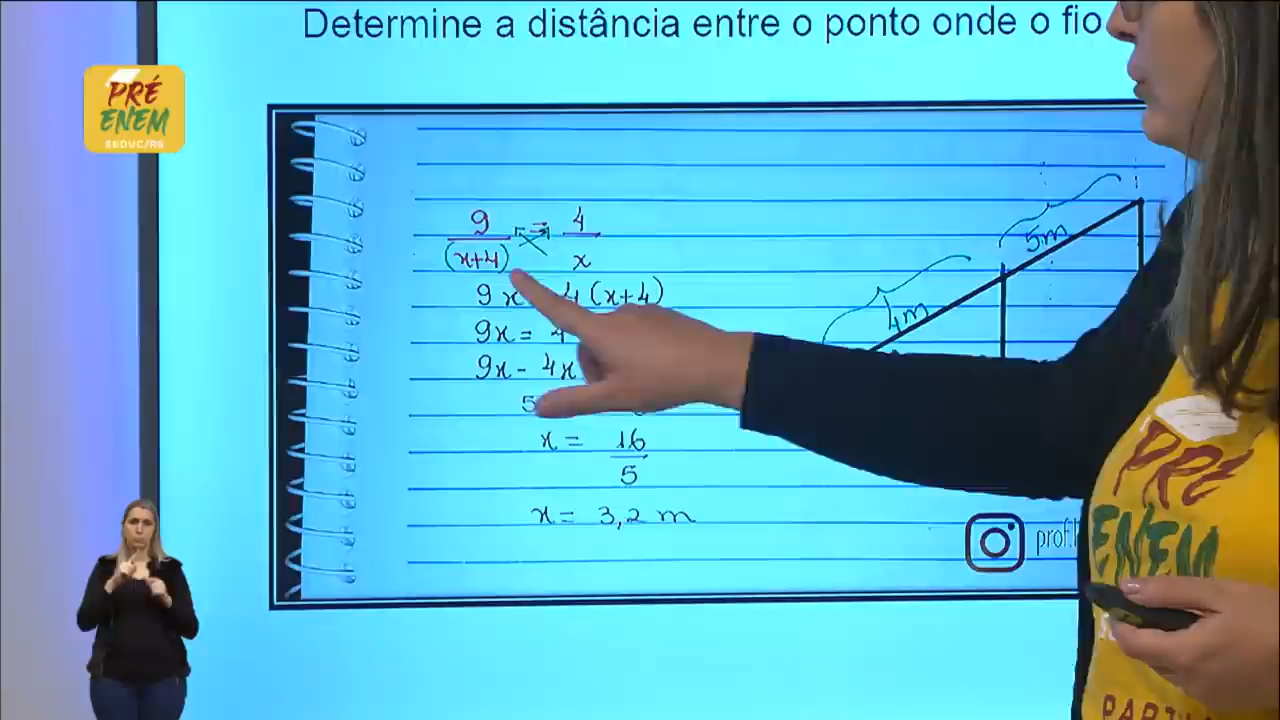 Determine a distância entre o ponto onde o fio
PRÉ
ENEM
SEDUC/RS
9 = 4
(x+4) x
9x 4 (x+4)
9x = 4
9x - 4x
5
x = 16
5
x = 3,2 m
5m
4m
PRÉ
ENEM